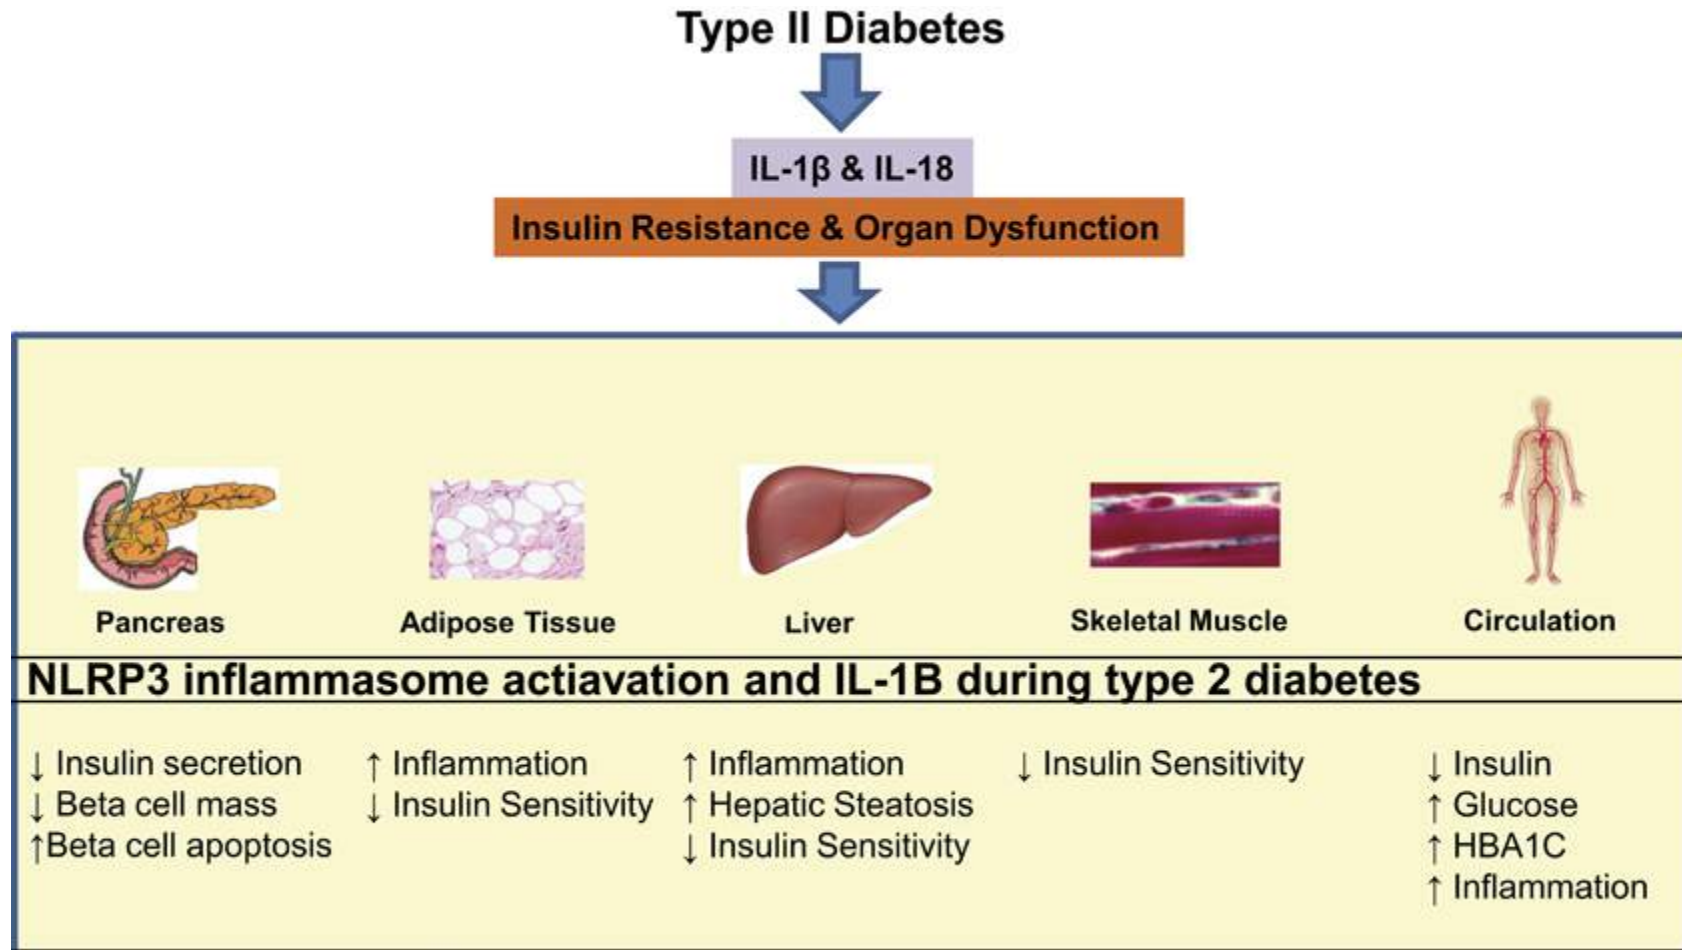 Type II Diabetes
IL-1β & IL-18
Insulin Resistance & Organ Dysfunction
Pancreas
Adipose Tissue
Liver
Skeletal Muscle
Circulation
NLRP3 inflammasome actiavation and IL-1B during type 2 diabetes
↓ Insulin secretion
↓ Beta cell mass
↑Beta cell apoptosis
↑ Inflammation
↓ Insulin Sensitivity
↑ Inflammation
↑ Hepatic Steatosis
↓ Insulin Sensitivity
↓ Insulin Sensitivity
↓ Insulin
↑ Glucose
↑ HBA1C
↑ Inflammation